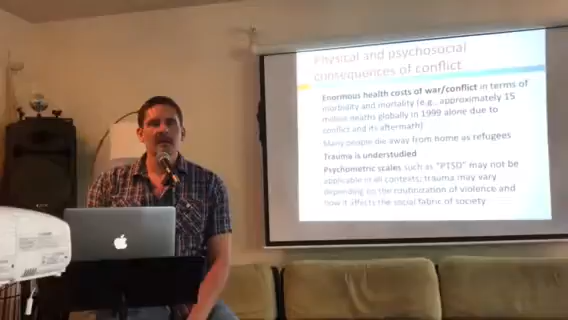 Physical and psychosocial
consequences of conflict
Enormous health costs of war/conflict in terms of
morbidity and mortality (e.g., approximately 15
million deaths globally in 1999 alone due to
conflict and its aftermath)
Many people die away from home as refugees
Trauma is understudied
Psychometric scales such as "PTSD" may not be
applicable in all contexts; trauma may vary
depending on the routinization of violence and
how it affects the social fabric of society